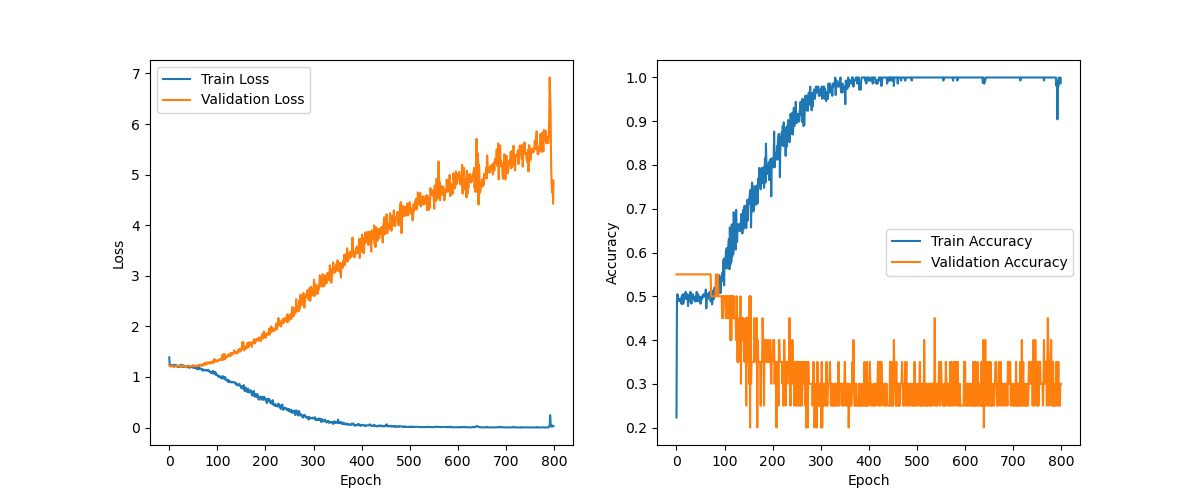 Train Loss
Validation Loss
7
6
5
4
3
2
1
0
Loss
0 100 200 300 400 500 600 700 800
Epoch
Train Accuracy
Validation Accuracy
1.0
0.9
0.8
0.7
0.6
0.5
0.4
0.3
0.2
Accuracy
0 100 200 300 400 500 600 700 800
Epoch